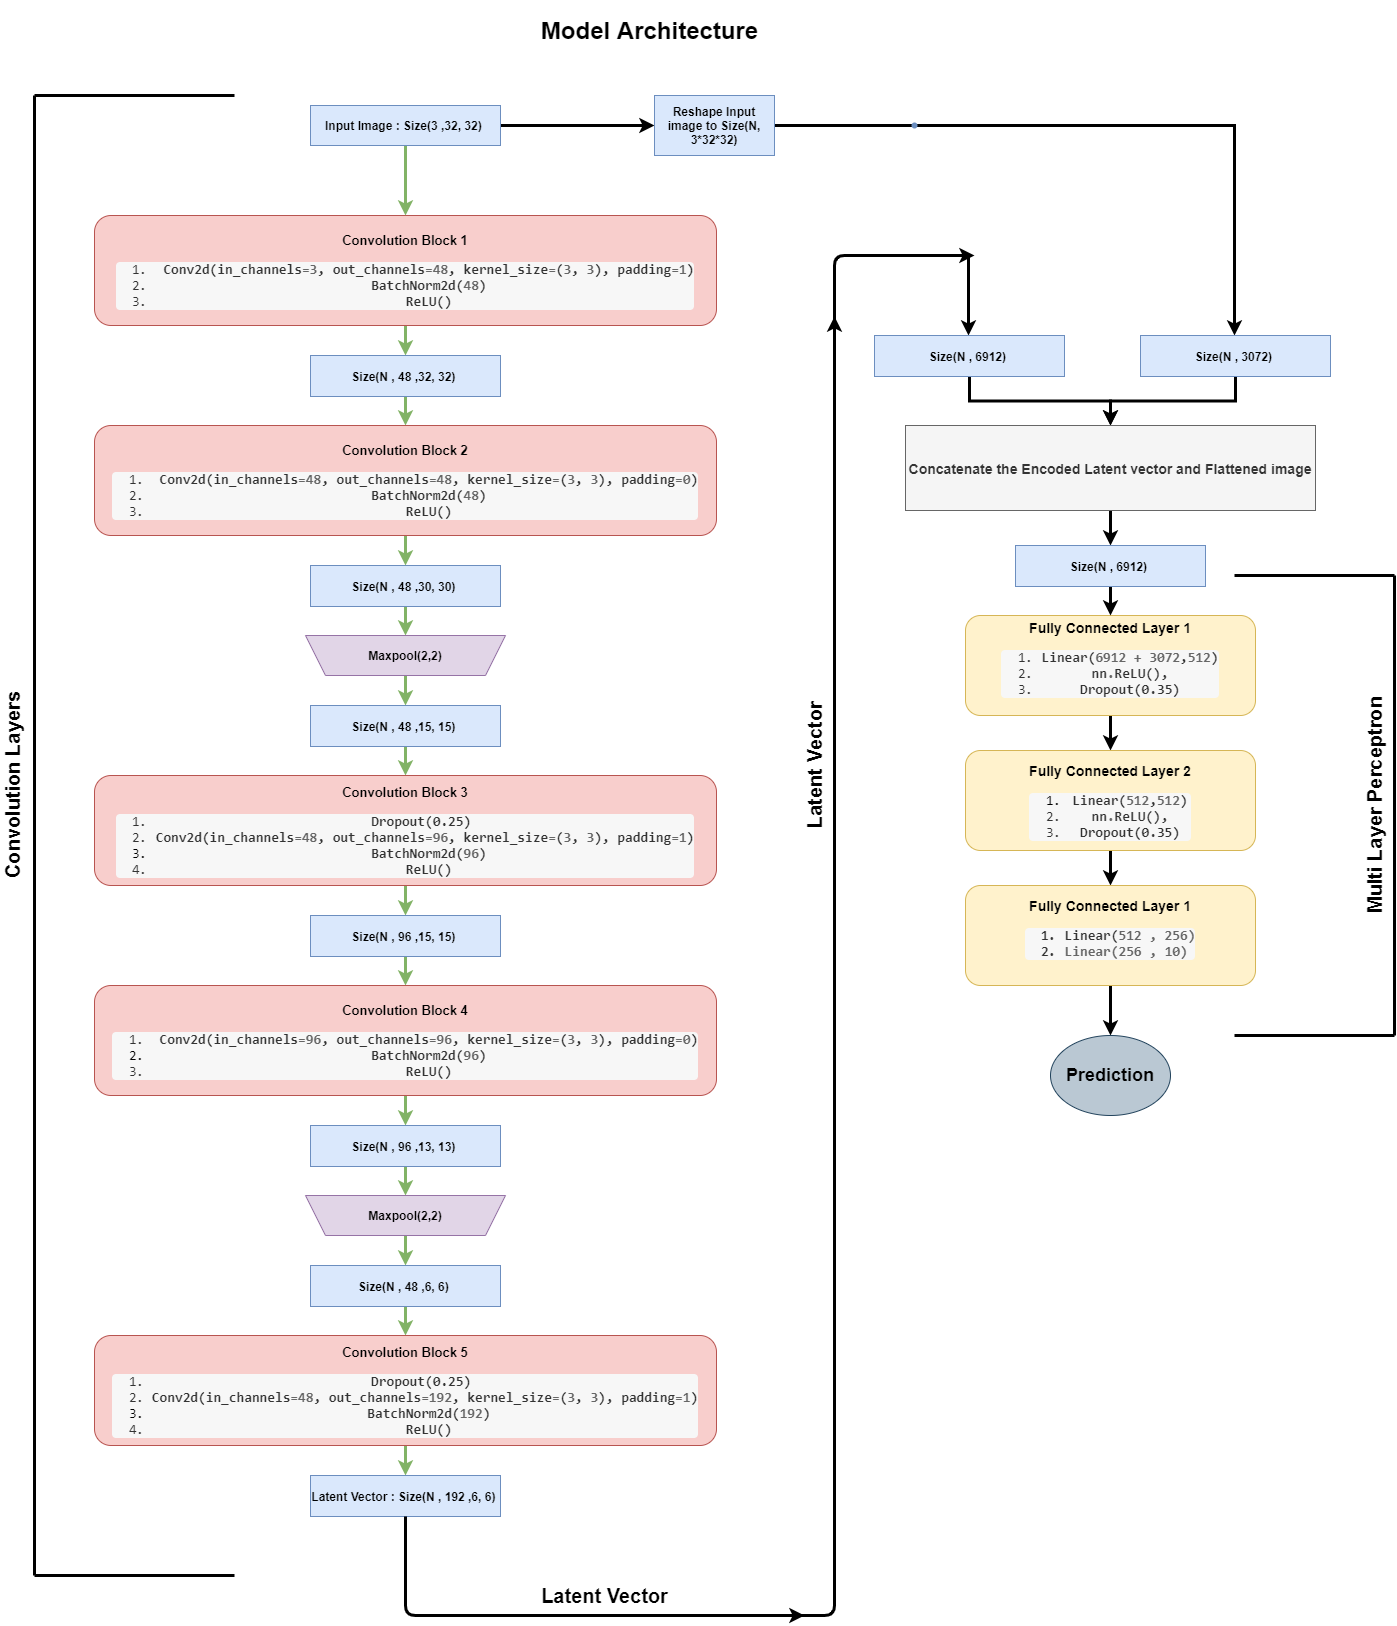 Model Architecture
Input Image : Size(3 ,32, 32)
Reshape Input
image to Size(N,
3*32*32)
Convolution Block 1
1. Conv2d(in_channels=3, out_channels=48, kernel_size=(3, 3), padding=1)
2. BatchNorm2d(48)
3. ReLU()
Size(N , 48 ,32, 32)
Convolution Block 2
1. Conv2d(in_channels=48, out_channels=48, kernel_size=(3, 3), padding=0)
2. BatchNorm2d(48)
3. ReLU()
Size(N , 48 ,30, 30)
Maxpool(2,2)
Size(N , 48 ,15, 15)
Convolution Block 3
1. Dropout(0.25)
2. Conv2d(in_channels=48, out_channels=96, kernel_size=(3, 3), padding=1)
3. BatchNorm2d(96)
4. ReLU()
Size(N , 96 ,15, 15)
Convolution Block 4
1. Conv2d(in_channels=96, out_channels=96, kernel_size=(3, 3), padding=0)
2. BatchNorm2d(96)
3. ReLU()
Size(N , 96 ,13, 13)
Maxpool(2,2)
Size(N , 48 ,6, 6)
Convolution Block 5
1. Dropout(0.25)
2. Conv2d(in_channels=48, out_channels=192, kernel_size=(3, 3), padding=1)
3. BatchNorm2d(192)
4. ReLU()
Latent Vector : Size(N , 192 ,6, 6)
Convolution Layers
Latent Vector
Latent Vector
Size(N , 6912)
Size(N , 3072)
Concatenate the Encoded Latent vector and Flattened image
Size(N , 6912)
Fully Connected Layer 1
1. Linear(6912 + 3072,512)
2. nn.ReLU(),
3. Dropout(0.35)
Fully Connected Layer 2
1. Linear(512,512)
2. nn.ReLU(),
3. Dropout(0.35)
Fully Connected Layer 1
1. Linear(512 , 256)
2. Linear(256 , 10)
Prediction
Multi Layer Perceptron